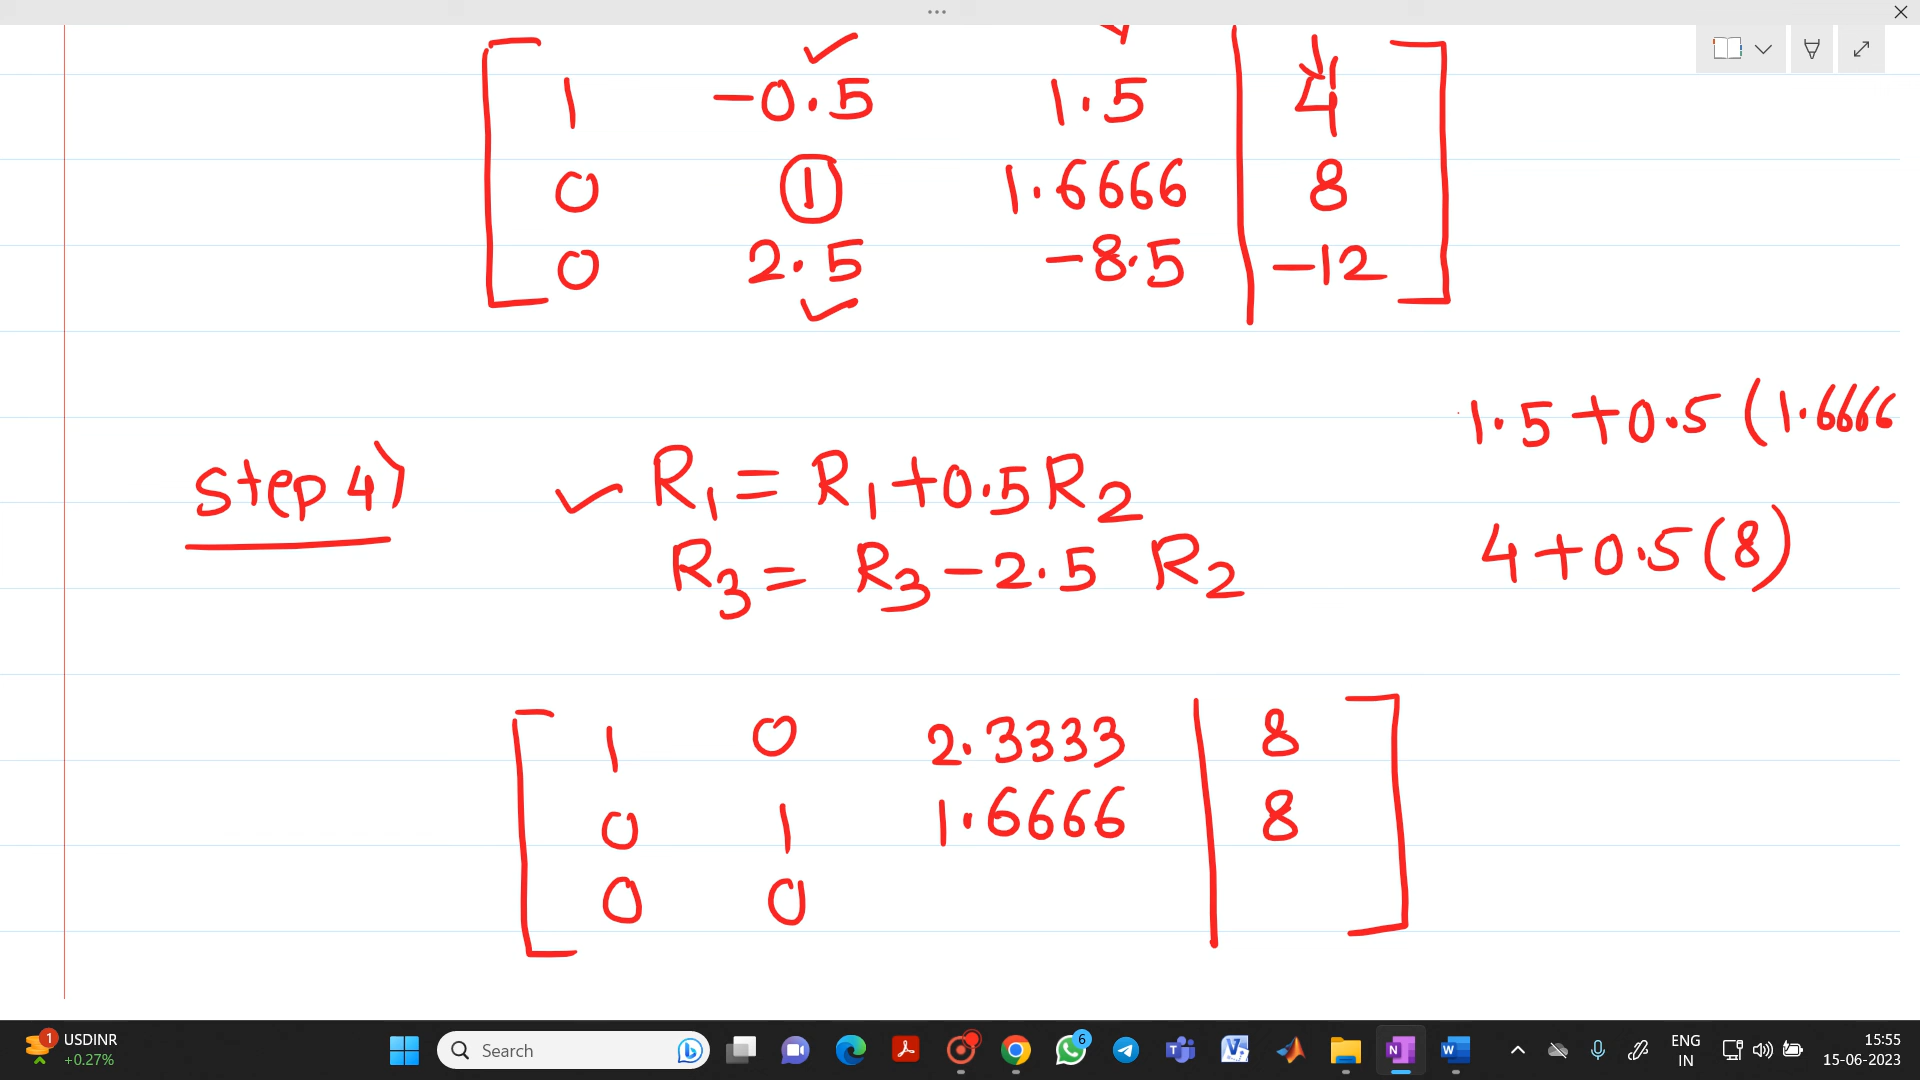 1 -0.5 1.5 4
0 1 1.6666 8
0 2.5 -8.5 -12
1.5+0.5(1.6666
Step 4) R1 = R1+0.5R2
4+0.5(8)
R3 = R3-2.5 R2
1 0 2.3333 8
0 1 1.6666 8
0 0
1 USDINR
+0.27%
Search
6
ENG
IN
15:55
15-06-2023